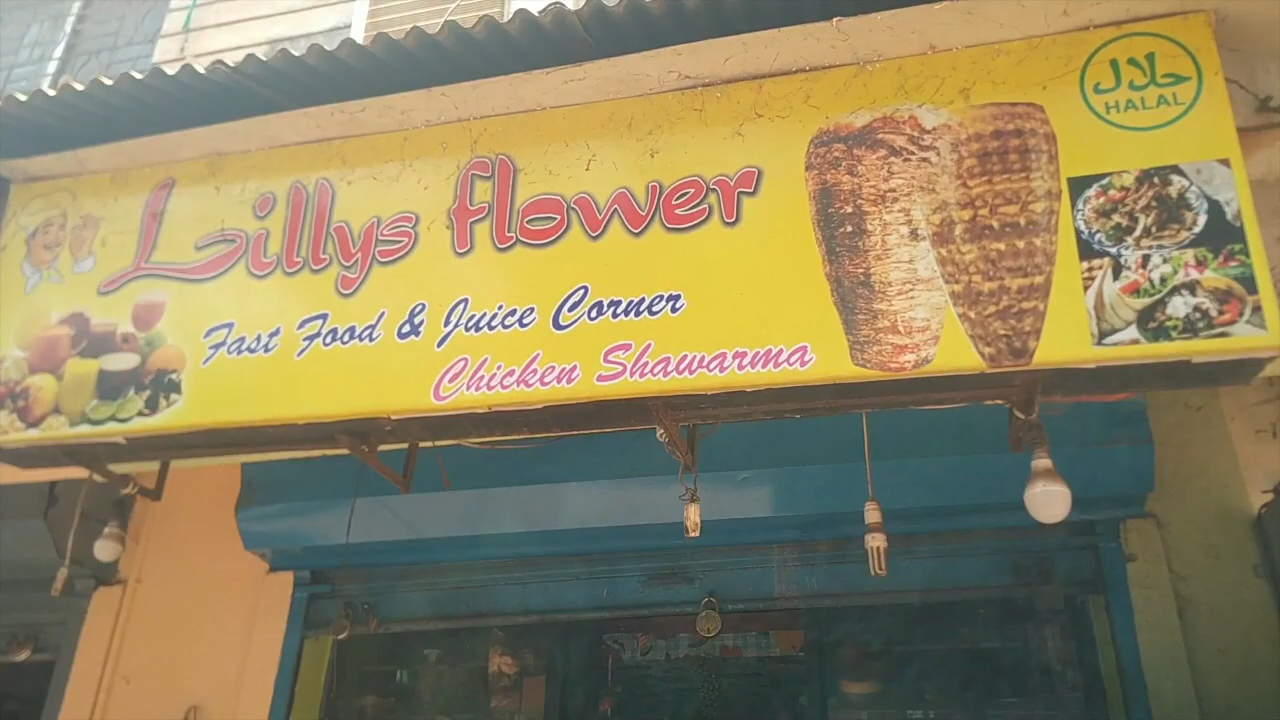 Lillys flower
Fast Food & Juice Corner
Chicken Shawarma
حلال
HALAL